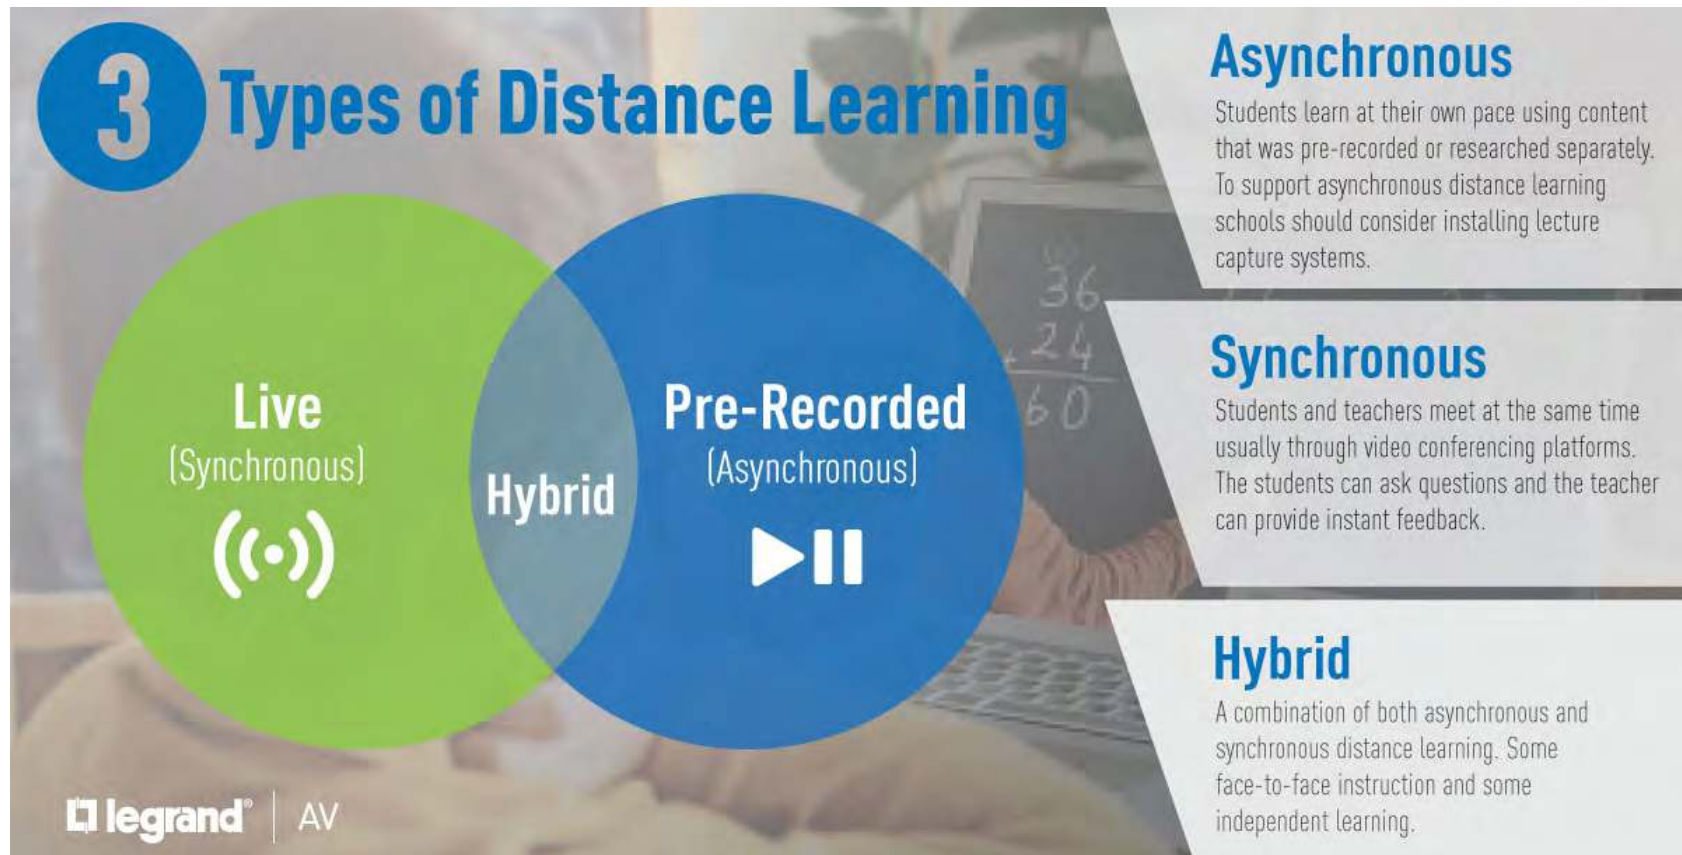 3 Types of Distance Learning
Live
(Synchronous)
Hybrid
Pre-Recorded
(Asynchronous)
36
24
60
legrand® | AV
Asynchronous
Students learn at their own pace using content
that was pre-recorded or researched separately.
To support asynchronous distance learning
schools should consider installing lecture
capture systems.
Synchronous
Students and teachers meet at the same time
usually through video conferencing platforms.
The students can ask questions and the teacher
can provide instant feedback.
Hybrid
A combination of both asynchronous and
synchronous distance learning. Some
face-to-face instruction and some
independent learning.